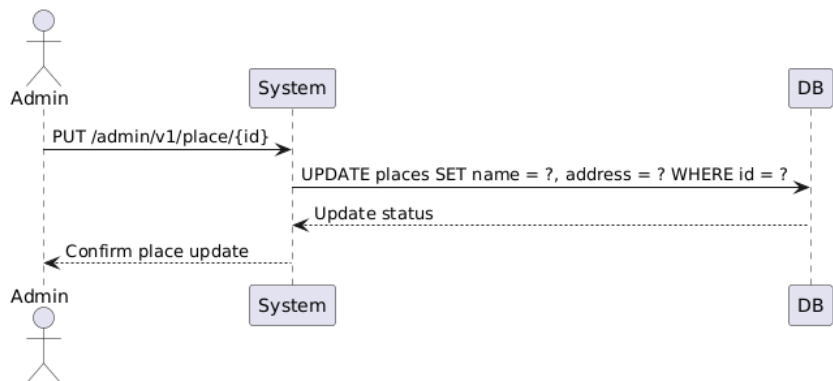 Admin
System
DB
PUT /admin/v1/place/{id}
UPDATE places SET name = ?, address = ? WHERE id = ?
Update status
Confirm place update
Admin
System
DB